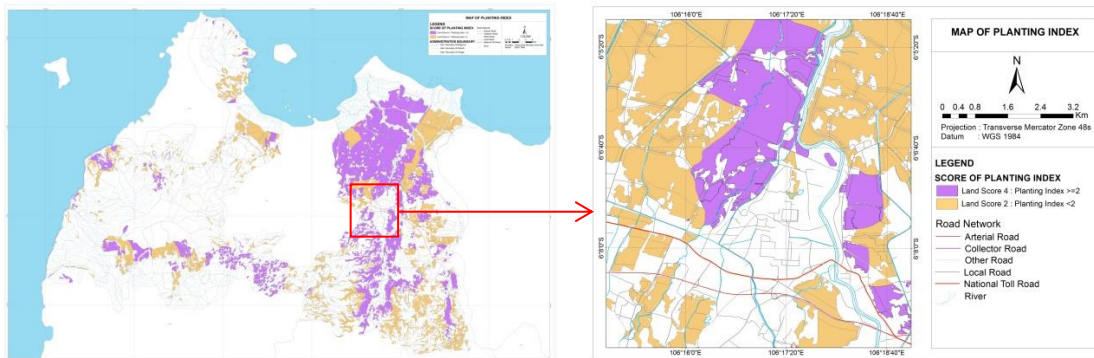 MAP OF PLANTING INDEX
LEGEND
SCORE OF PLANTING INDEX
ADMINISTRATIVE BOUNDARY
106°16'0"E 106°17'20"E 106°18'40"E
6°5'20"S 6°5'20"S
6°6'40"S 6°6'40"S
6°8'0"S 6°8'0"S
106°16'0"E 106°17'20"E 106°18'40"E
MAP OF PLANTING INDEX
N
0 0.4 0.8 1.6 2.4 3.2
Km
Projection : Transverse Mercator Zone 48s
Datum : WGS 1984
LEGEND
SCORE OF PLANTING INDEX
Land Score 4 : Planting Index >=2
Land Score 2 : Planting Index <2
Road Network
Arterial Road
Collector Road
Other Road
Local Road
National Toll Road
River